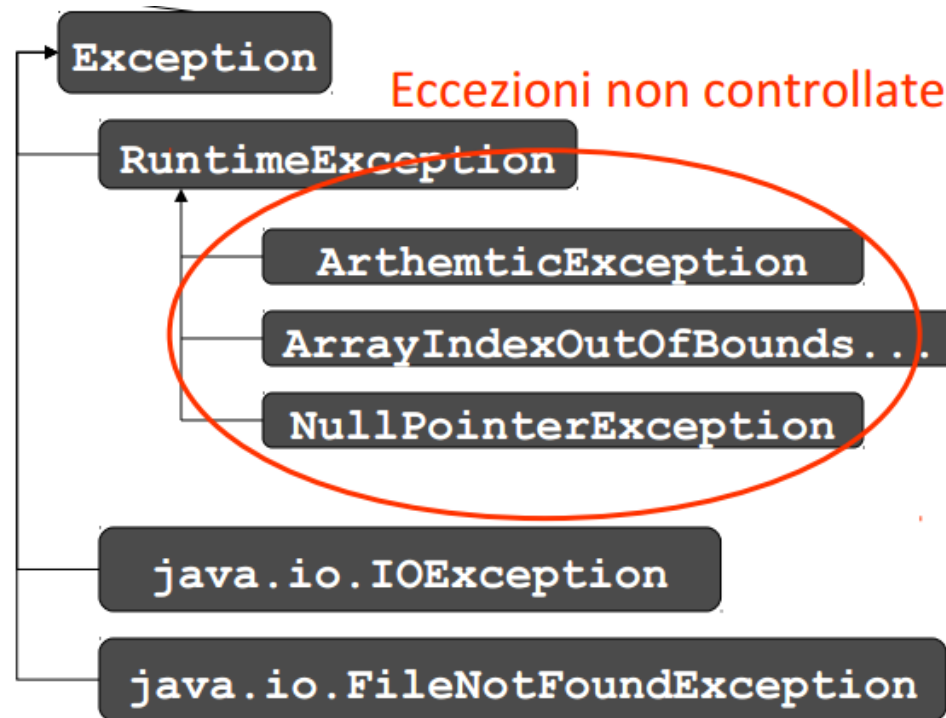 Exception
Eccezioni non controllate
RuntimeException
ArthemticException
ArrayIndexOutOfBounds...
NullPointerException
java.io.IOException
java.io.FileNotFoundException